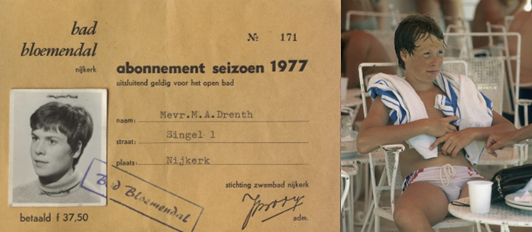 bad
bloemendal
nijkerk
No 171
abonnement seizoen 1977
uitsluitend geldig voor het open bad
naam: Mevr.M.A.Drenth
straat: Singel 1
plaats: Nijkerk
Bad Bloemendal
stichting zwembad nijkerk
adm.
betaald f 37,50